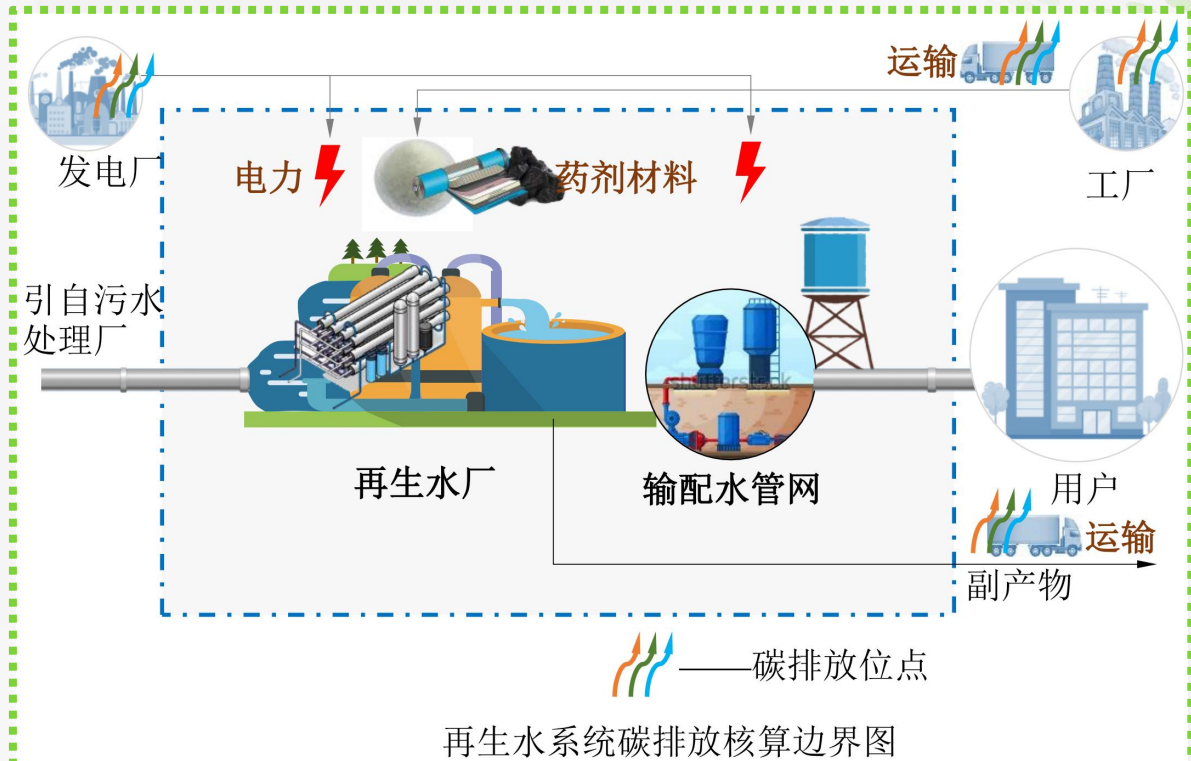 运输
发电厂
电力
药剂材料
工厂
引自污水
处理厂
shutterstock
再生水厂
输配水管网
用户
运输
副产物
碳排放位点
再生水系统碳排放核算边界图